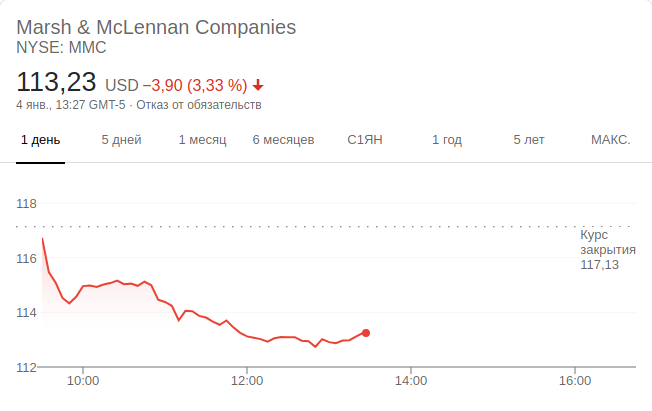 Marsh & McLennan Companies
NYSE: MMC
113,23 USD −3,90 (3,33 %)
4 янв., 13:27 GMT-5 · Отказ от обязательств
1 день 5 дней 1 месяц 6 месяцев С1ЯН 1 год 5 лет МАКС.
118
Курс
закрытия
117,13
116
114
112
10:00 12:00 14:00 16:00